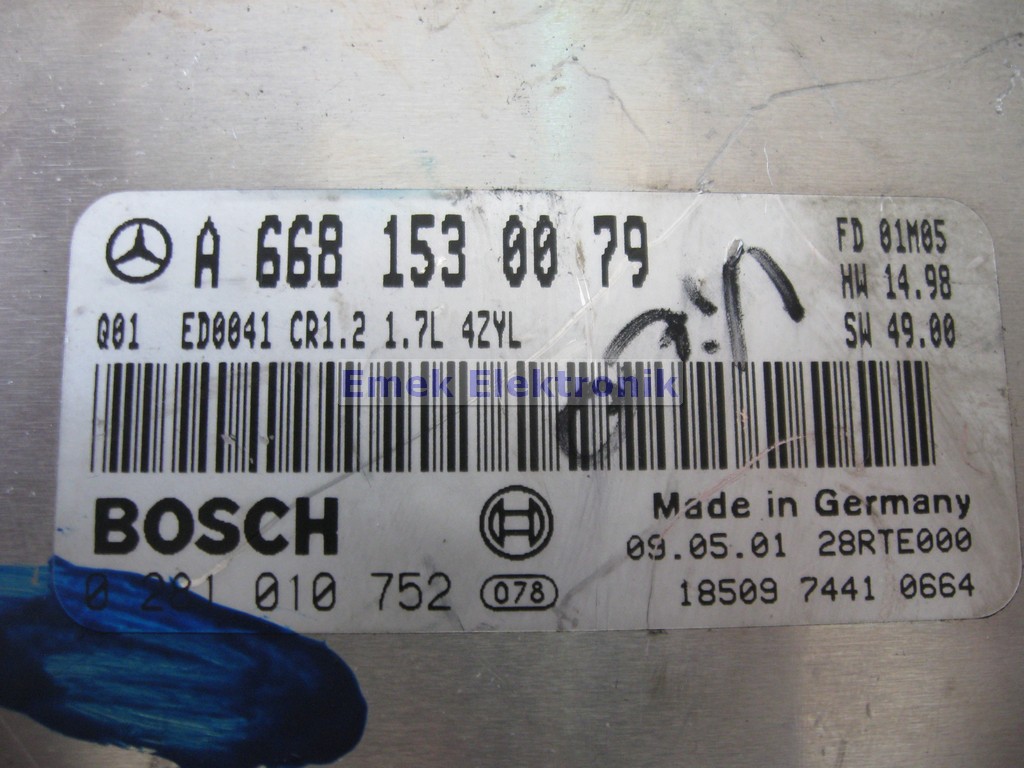 A 668 153 00 79
FD 01M05
HW 14.98
Q01 ED0041 CR1.2 1.7L 4ZYL
SW 49.00
Emek Elektronik
BOSCH
Made in Germany
09.05.01 28RTE000
0 281 010 752 078
18509 7441 0664